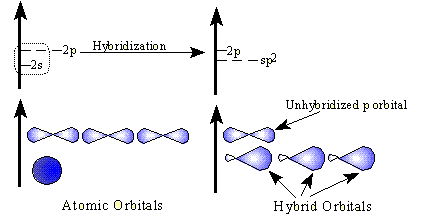 Hybridization
2p
2s
2p
sp2
Unhybridized p orbital
Atomic Orbitals
Hybrid Orbitals